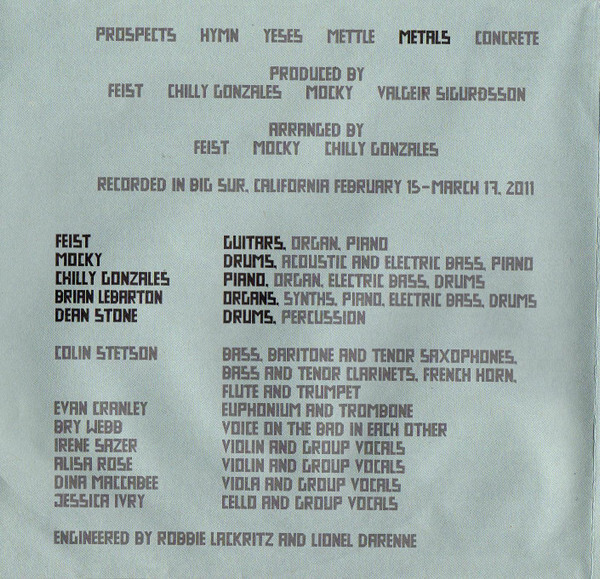 PROSPECTS HYMN YESES METTLE METALS CONCRETE
PRODUCED BY
FEIST CHILLY GONZALES MOCKY VALGEIR SIGURÐSSON
ARRANGED BY
FEIST MOCKY CHILLY GONZALES
RECORDED IN BIG SUR, CALIFORNIA FEBRUARY 15–MARCH 17, 2011
FEIST GUITARS, ORGAN, PIANO
MOCKY DRUMS, ACOUSTIC AND ELECTRIC BASS, PIANO
CHILLY GONZALES PIANO, ORGAN, ELECTRIC BASS, DRUMS
BRIAN LEBARTON ORGANS, SYNTHS, PIANO, ELECTRIC BASS, DRUMS
DEAN STONE DRUMS, PERCUSSION
COLIN STETSON BASS, BARITONE AND TENOR SAXOPHONES,
BASS AND TENOR CLARINETS, FRENCH HORN,
FLUTE AND TRUMPET
EVAN CRANLEY EUPHONIUM AND TROMBONE
BRY WEBB VOICE ON THE BAD IN EACH OTHER
IRENE SAZER VIOLIN AND GROUP VOCALS
ALISA ROSE VIOLIN AND GROUP VOCALS
DINA MACCABEE VIOLA AND GROUP VOCALS
JESSICA IVRY CELLO AND GROUP VOCALS
ENGINEERED BY ROBBIE LACKRITZ AND LIONEL DARENNE